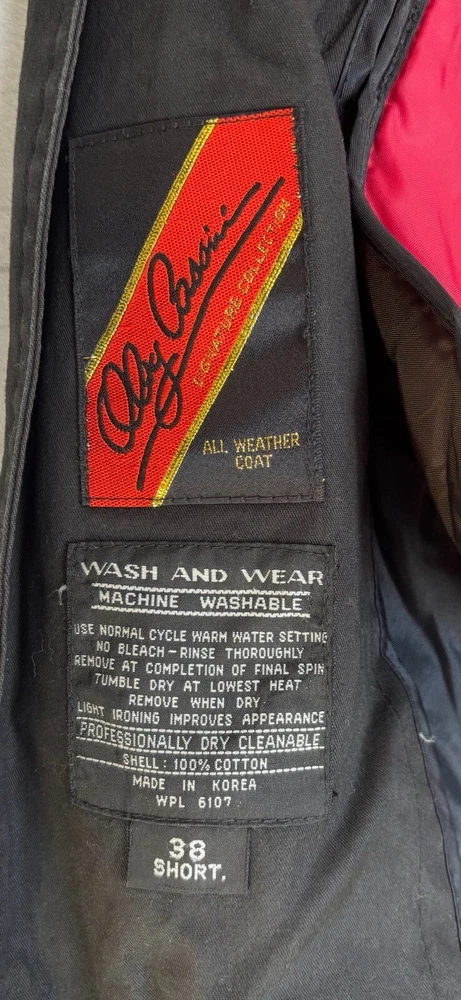 Oleg Cassini
SIGNATURE COLLECTION
ALL WEATHER
COAT
WASH AND WEAR
MACHINE WASHABLE
USE NORMAL CYCLE WARM WATER SETTING
NO BLEACH - RINSE THOROUGHLY
REMOVE AT COMPLETION OF FINAL SPIN
TUMBLE DRY AT LOWEST HEAT
REMOVE WHEN DRY
LIGHT IRONING IMPROVES APPEARANCE
PROFESSIONALLY DRY CLEANABLE
SHELL: 100% COTTON
MADE IN KOREA
WPL 6107
38
SHORT.